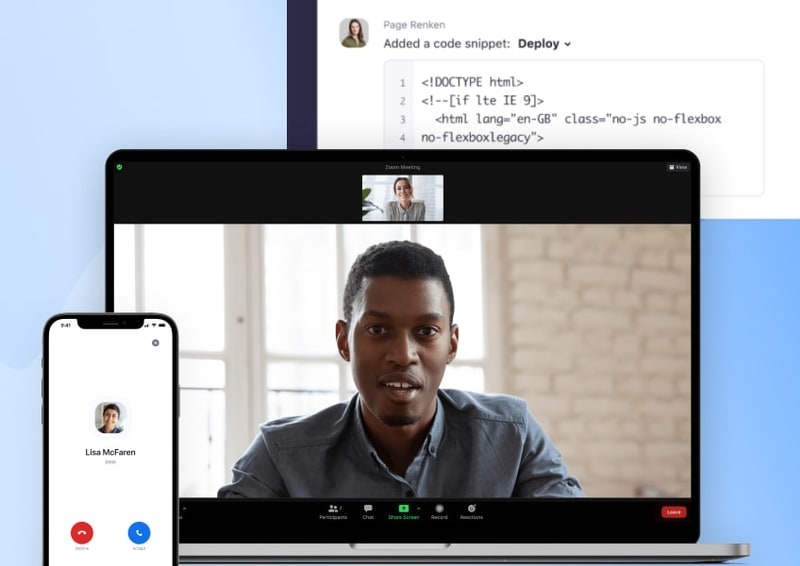 Page Renken
Added a code snippet: Deploy
1 <!DOCTYPE html>
2 <!--[if lte IE 9]>
3 <html lang="en-GB" class="no-js no-flexbox
4 no-flexboxlegacy">
Zoom Meeting
View
9:41
Lisa McFaren
Decline
Accept
Participants
2
Chat
Share Screen
Record
Reactions
Leave